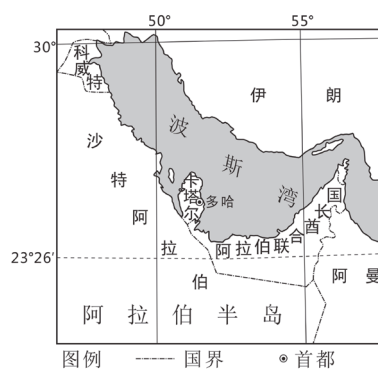 50° 55°
30°
科威特
伊朗
波斯湾
沙特阿拉伯
卡塔尔
多哈
阿拉伯联合酋长国
23°26′
阿曼
阿拉伯半岛
图例 国界 首都